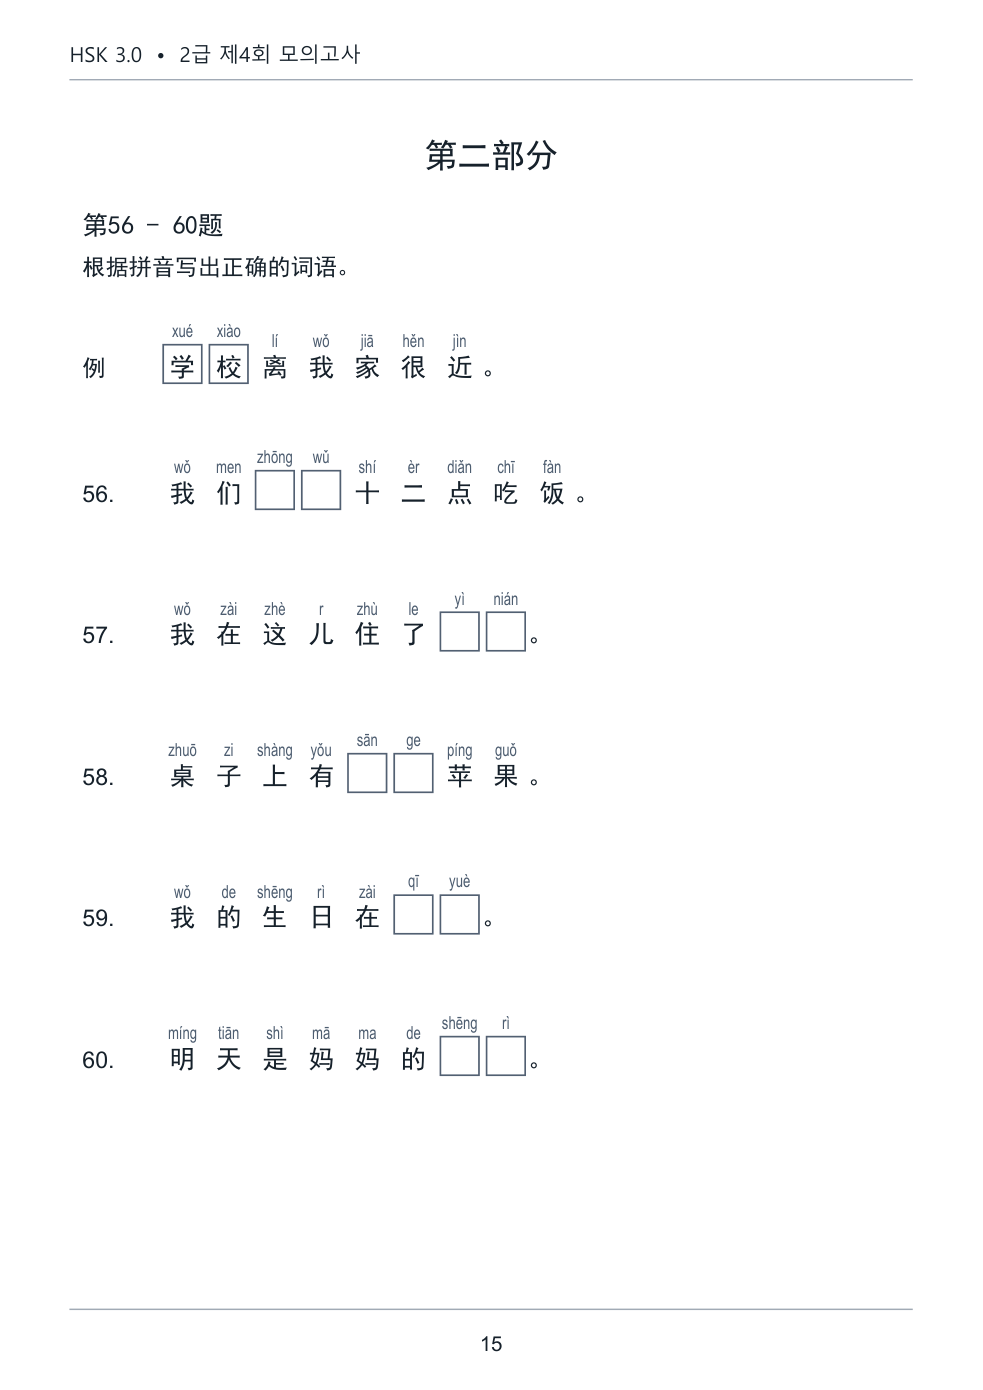 HSK 3.0 • 2급 제4회 모의고사
第二部分
第56 － 60题
根据拼音写出正确的词语。
xué xiào lí wǒ jiā hěn jìn
例 学 校 离 我 家 很 近 。
wǒ men zhōng wǔ shí èr diǎn chī fàn
56. 我 们 □ □ 十 二 点 吃 饭 。
wǒ zài zhè r zhù le yì nián
57. 我 在 这 儿 住 了 □ □ 。
zhuō zi shàng yǒu sān ge píng guǒ
58. 桌 子 上 有 □ □ 苹 果 。
wǒ de shēng rì zài qī yuè
59. 我 的 生 日 在 □ □ 。
míng tiān shì mā ma de shēng rì
60. 明 天 是 妈 妈 的 □ □ 。
15